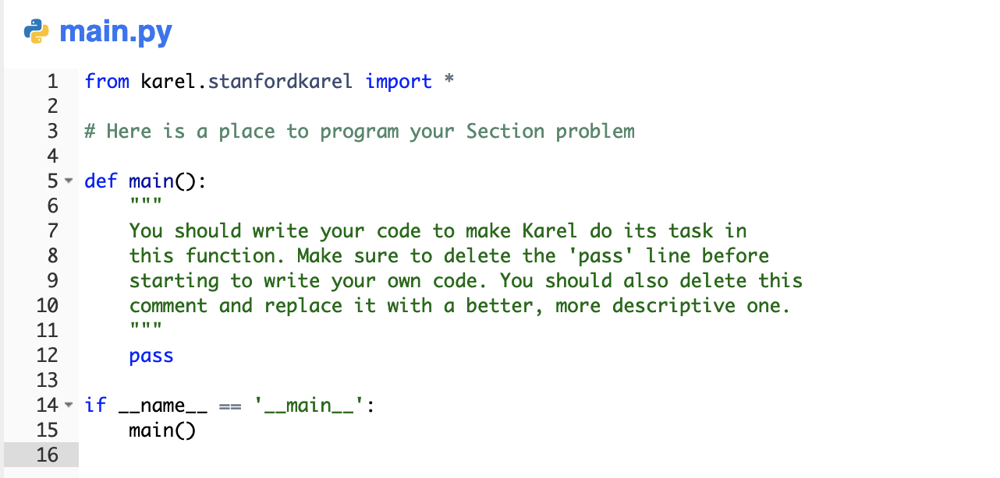 main.py
1 from karel.stanfordkarel import *
2
3 # Here is a place to program your Section problem
4
5 def main():
6     """
7     You should write your code to make Karel do its task in
8     this function. Make sure to delete the 'pass' line before
9     starting to write your own code. You should also delete this
10     comment and replace it with a better, more descriptive one.
11     """
12     pass
13
14 if __name__ == '__main__':
15     main()
16